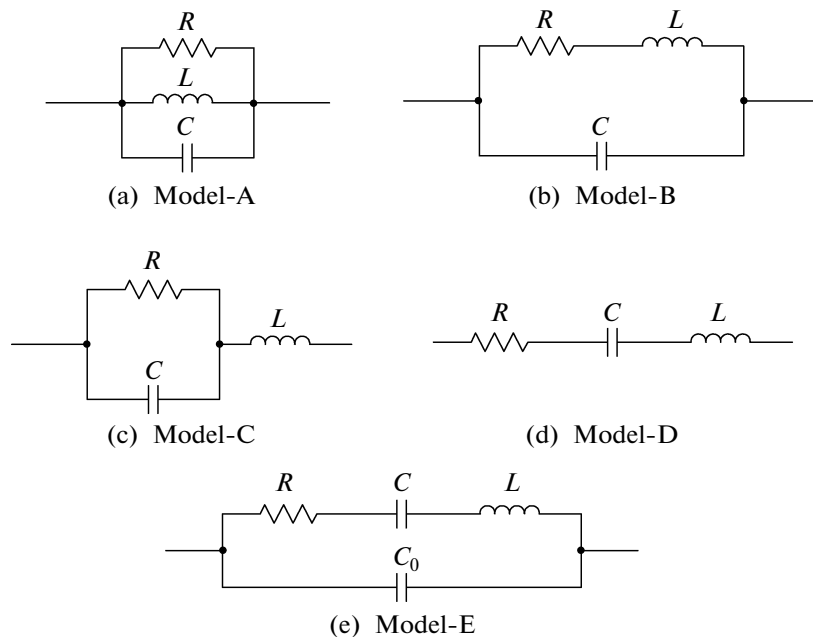 R
L
C
(a) Model-A
R L
C
(b) Model-B
R
L
C
(c) Model-C
R C L
(d) Model-D
R C L
C₀
(e) Model-E